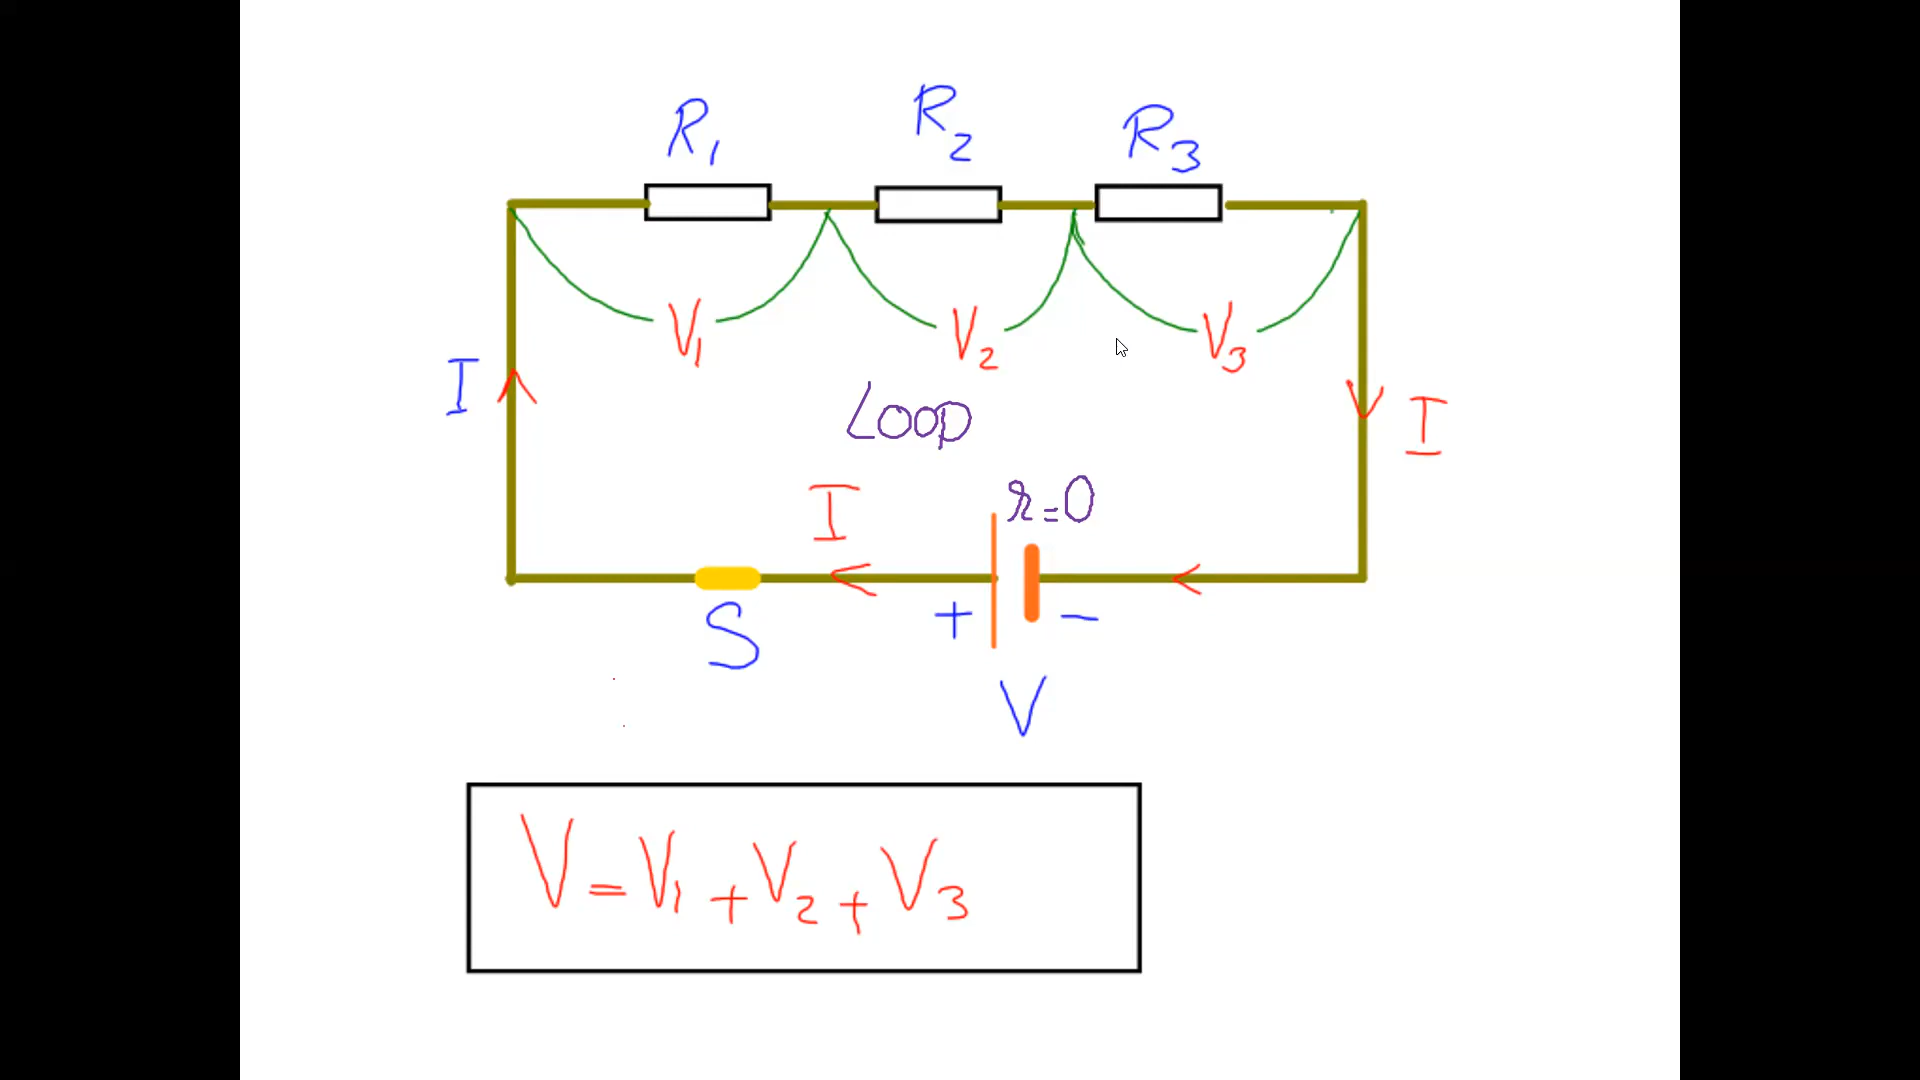 R₁ R₂ R₃
V₁ V₂ V₃
I
Loop
I
r=0
I
S
+ −
V
V=V₁+V₂+V₃